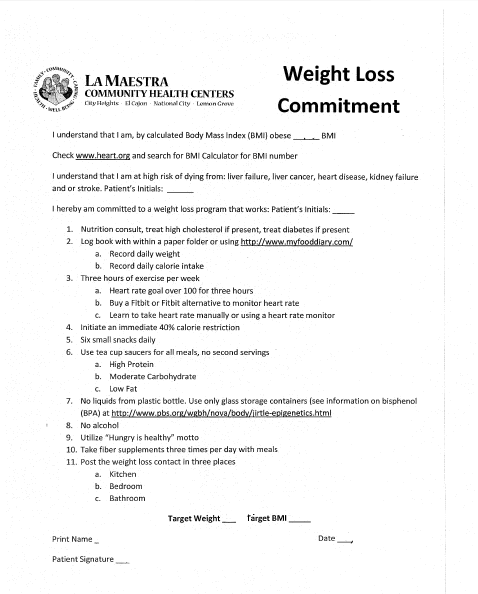 LA MAESTRA
COMMUNITY HEALTH CENTERS
City Heights · El Cajon · National City · Lemon Grove
Weight Loss
Commitment
I understand that I am, by calculated Body Mass Index (BMI) obese ______ BMI
Check www.heart.org and search for BMI Calculator for BMI number
I understand that I am at high risk of dying from: liver failure, liver cancer, heart disease, kidney failure
and or stroke. Patient's Initials: ______
I hereby am committed to a weight loss program that works: Patient's Initials: _____
1. Nutrition consult, treat high cholesterol if present, treat diabetes if present
2. Log book with within a paper folder or using http://www.myfooddiary.com/
a. Record daily weight
b. Record daily calorie intake
3. Three hours of exercise per week
a. Heart rate goal over 100 for three hours
b. Buy a Fitbit or Fitbit alternative to monitor heart rate
c. Learn to take heart rate manually or using a heart rate monitor
4. Initiate an immediate 40% calorie restriction
5. Six small snacks daily
6. Use tea cup saucers for all meals, no second servings
a. High Protein
b. Moderate Carbohydrate
c. Low Fat
7. No liquids from plastic bottle. Use only glass storage containers (see information on bisphenol
(BPA) at http://www.pbs.org/wgbh/nova/body/jirtle-epigenetics.html
8. No alcohol
9. Utilize "Hungry is healthy" motto
10. Take fiber supplements three times per day with meals
11. Post the weight loss contact in three places
a. Kitchen
b. Bedroom
c. Bathroom
Target Weight ___ Target BMI _____
Print Name _ Date ___
Patient Signature ___